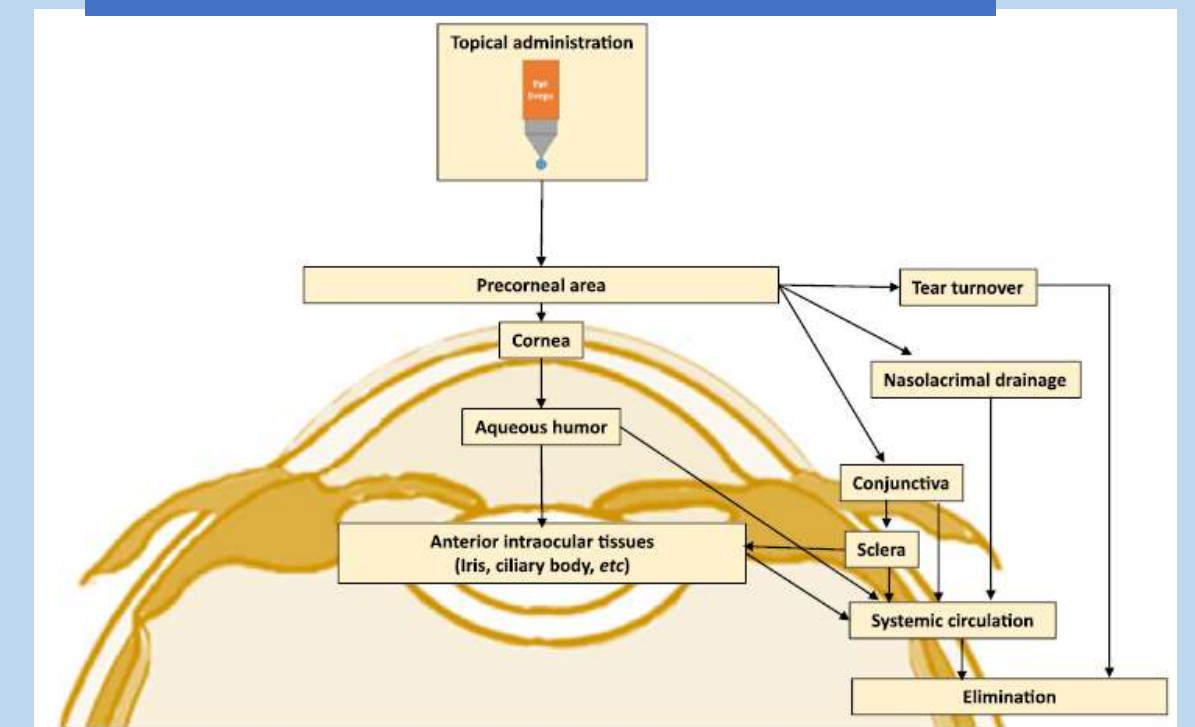 Topical administration
Eye
Drops
Precorneal area
Tear turnover
Cornea
Nasolacrimal drainage
Aqueous humor
Conjunctiva
Anterior intraocular tissues
(Iris, ciliary body, etc)
Sclera
Systemic circulation
Elimination